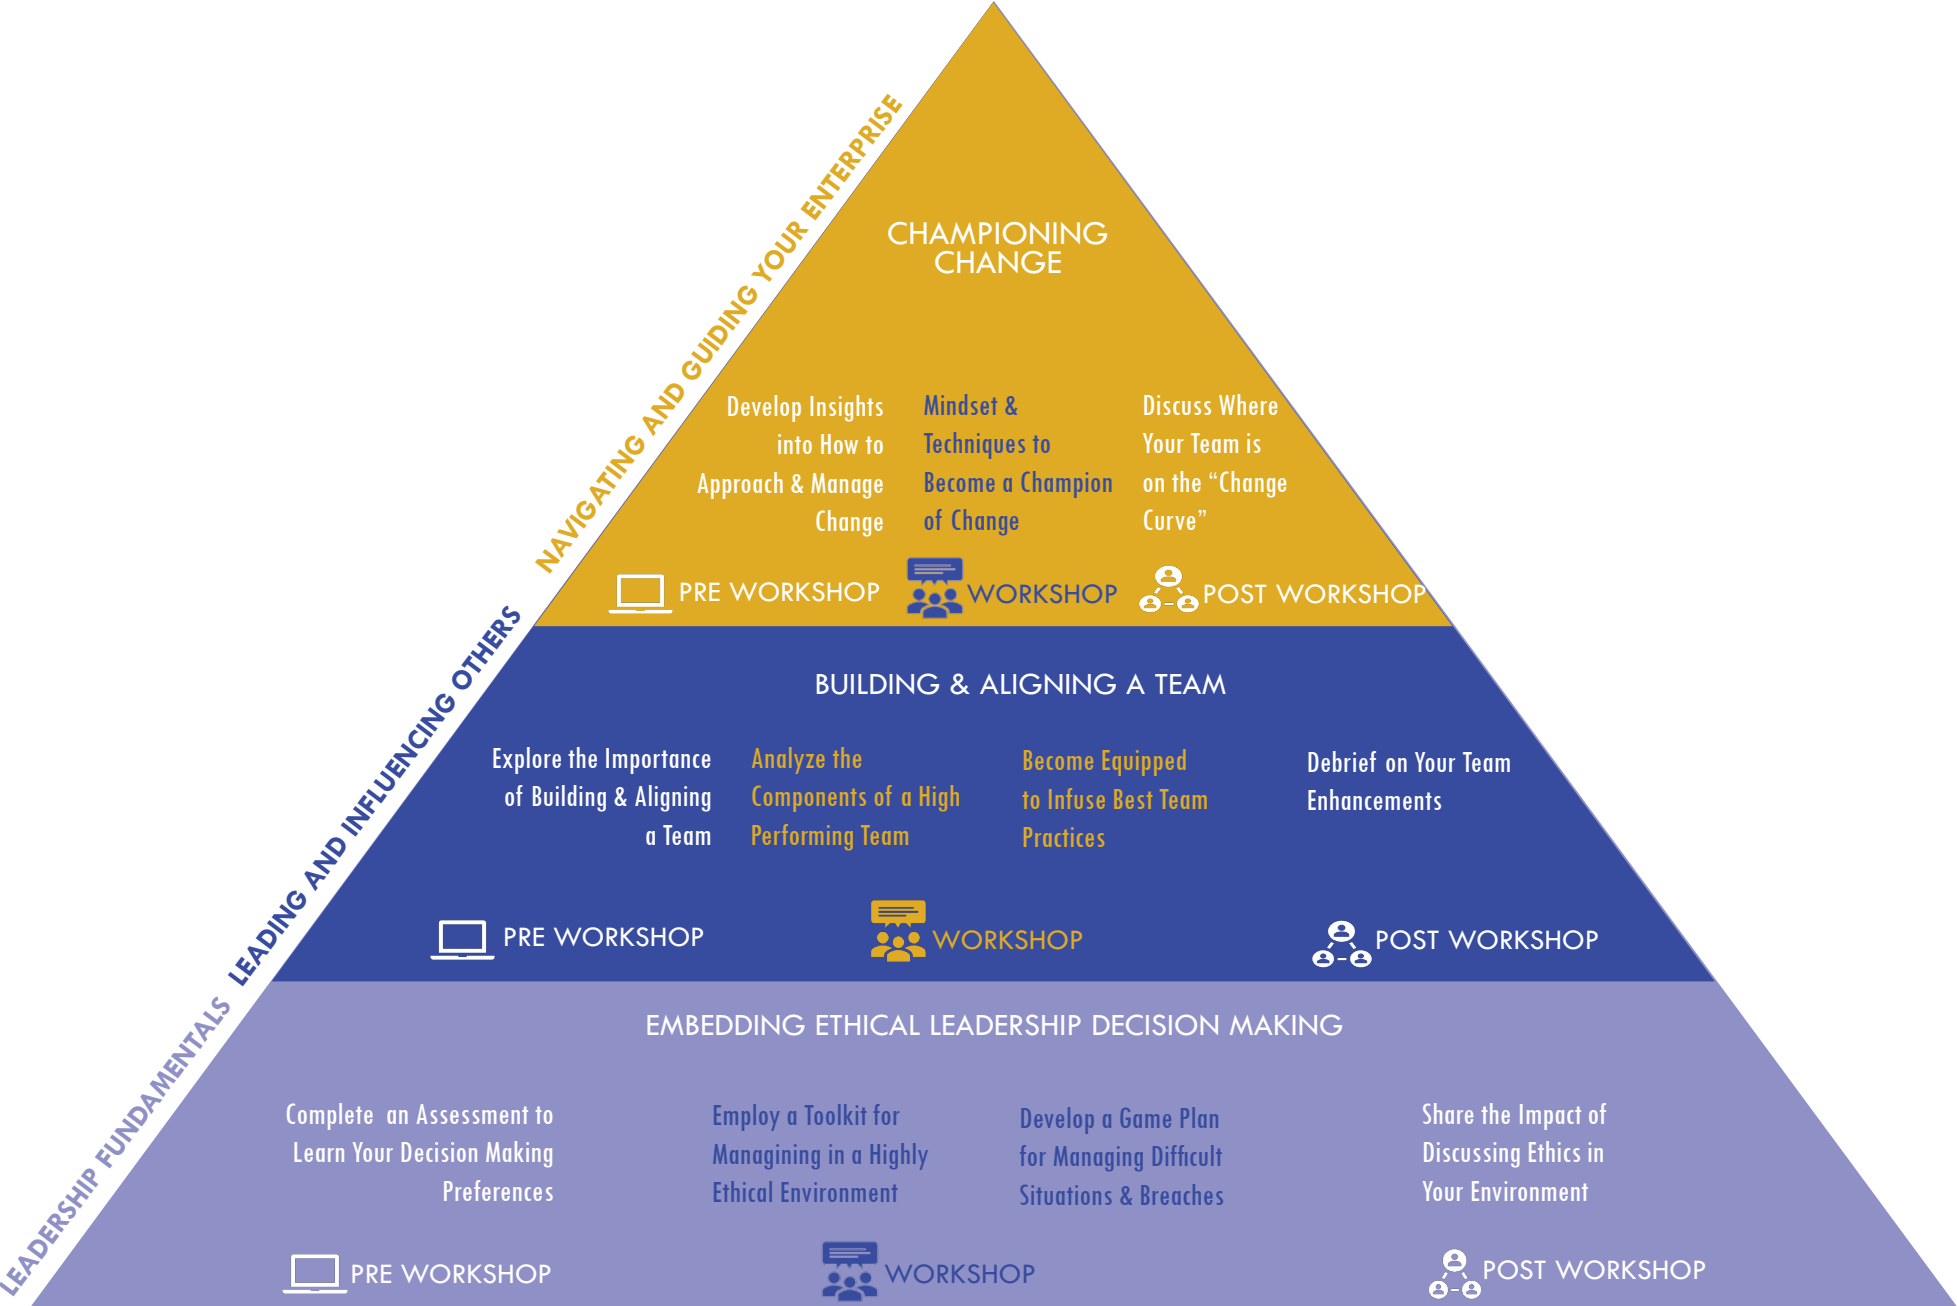 NAVIGATING AND GUIDING YOUR ENTERPRISE
CHAMPIONING
CHANGE
Develop Insights
into How to
Approach & Manage
Change
Mindset &
Techniques to
Become a Champion
of Change
Discuss Where
Your Team is
on the “Change
Curve”
PRE WORKSHOP
WORKSHOP
POST WORKSHOP
LEADING AND INFLUENCING OTHERS
BUILDING & ALIGNING A TEAM
Explore the Importance
of Building & Aligning
a Team
Analyze the
Components of a High
Performing Team
Become Equipped
to Infuse Best Team
Practices
Debrief on Your Team
Enhancements
PRE WORKSHOP
WORKSHOP
POST WORKSHOP
LEADERSHIP FUNDAMENTALS
EMBEDDING ETHICAL LEADERSHIP DECISION MAKING
Complete an Assessment to
Learn Your Decision Making
Preferences
Employ a Toolkit for
Managining in a Highly
Ethical Environment
Develop a Game Plan
for Managing Difficult
Situations & Breaches
Share the Impact of
Discussing Ethics in
Your Environment
PRE WORKSHOP
WORKSHOP
POST WORKSHOP